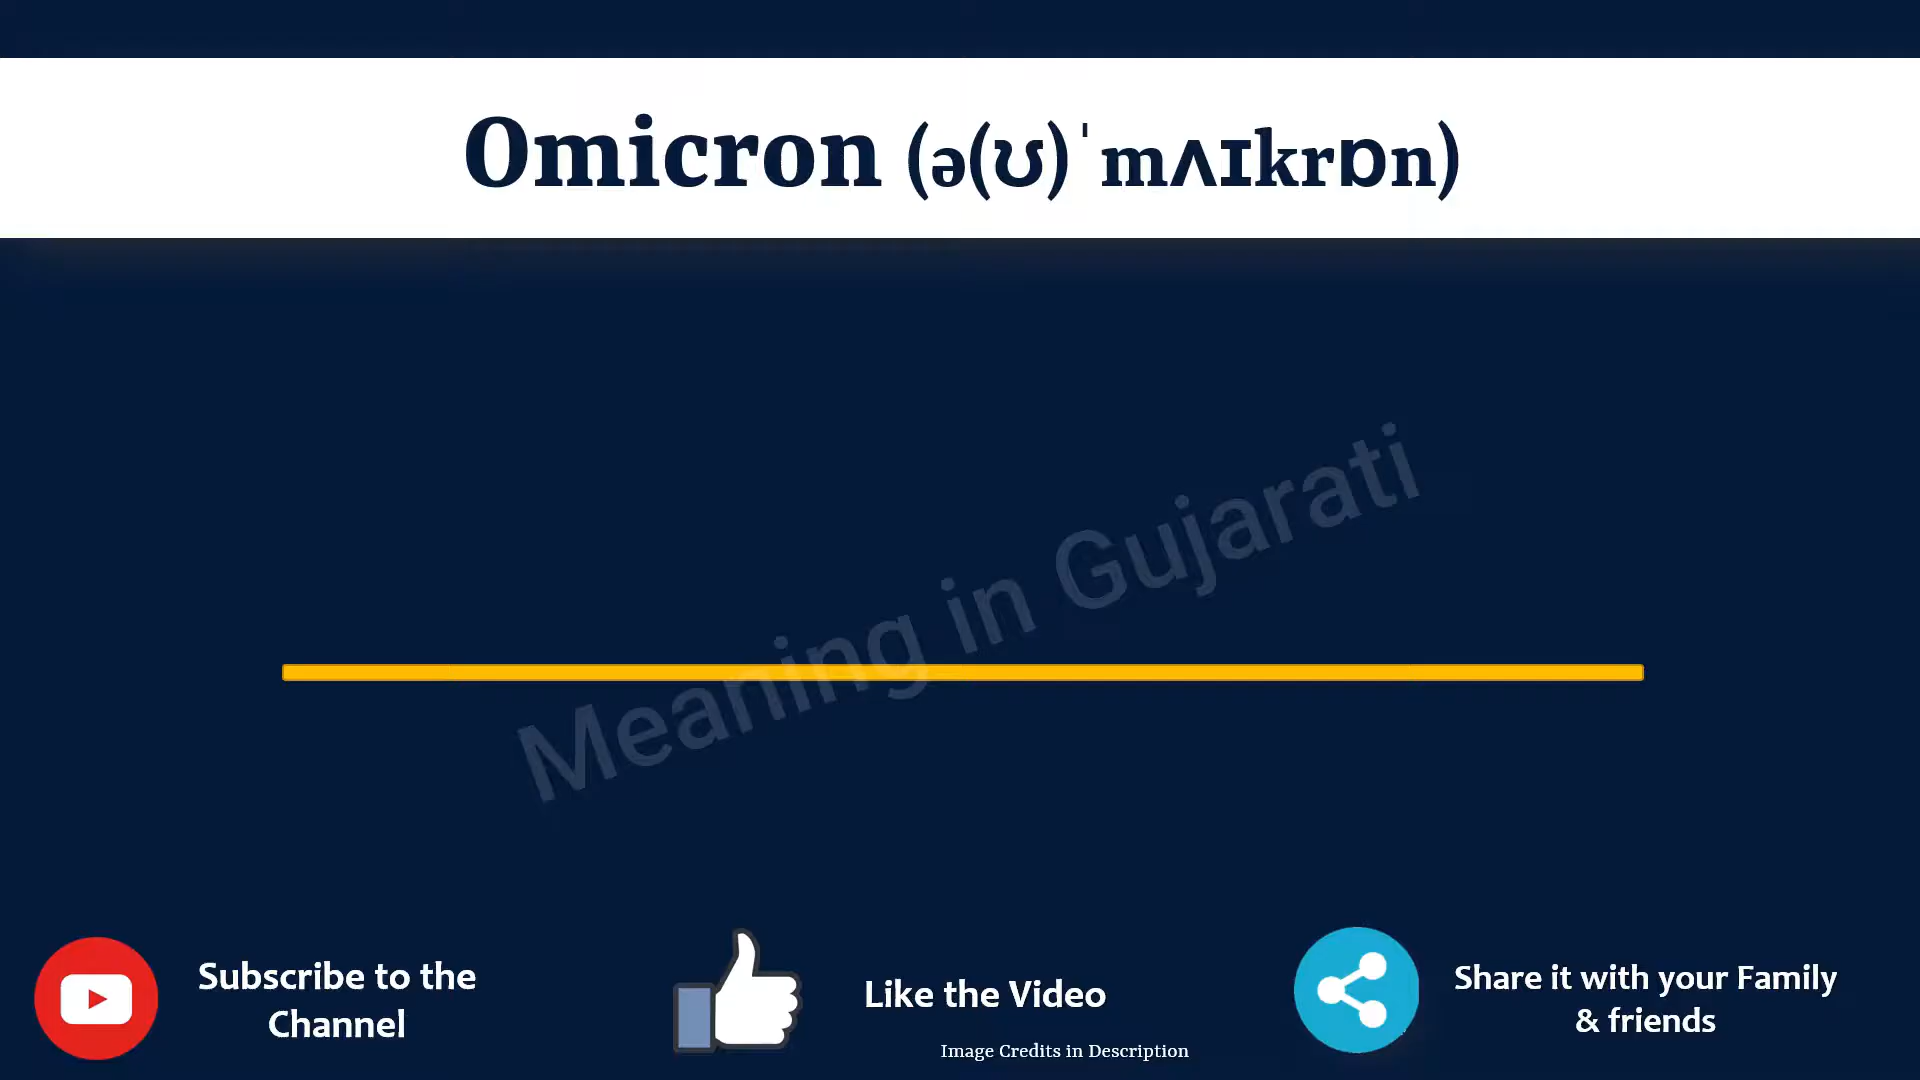 Omicron (ə(ʊ)ˈmʌɪkrɒn)
Meaning in Gujarati
Subscribe to the
Channel
Like the Video
Share it with your Family
& friends
Image Credits in Description